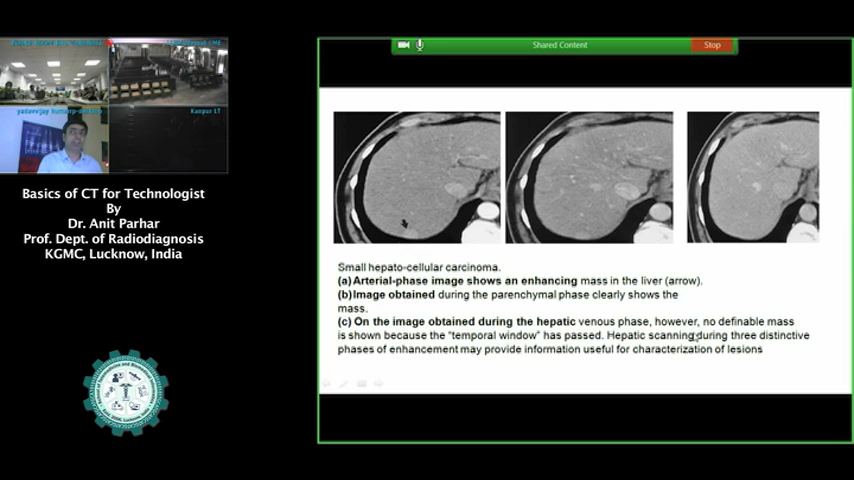 Shared Content
Stop
Kanpur LT
Basics of CT for Technologist
By
Dr. Anit Parhar
Prof. Dept. of Radiodiagnosis
KGMC, Lucknow, India
Small hepato-cellular carcinoma.
(a) Arterial-phase image shows an enhancing mass in the liver (arrow).
(b) Image obtained during the parenchymal phase clearly shows the
mass.
(c) On the image obtained during the hepatic venous phase, however, no definable mass
is shown because the "temporal window" has passed. Hepatic scanning during three distinctive
phases of enhancement may provide information useful for characterization of lesions